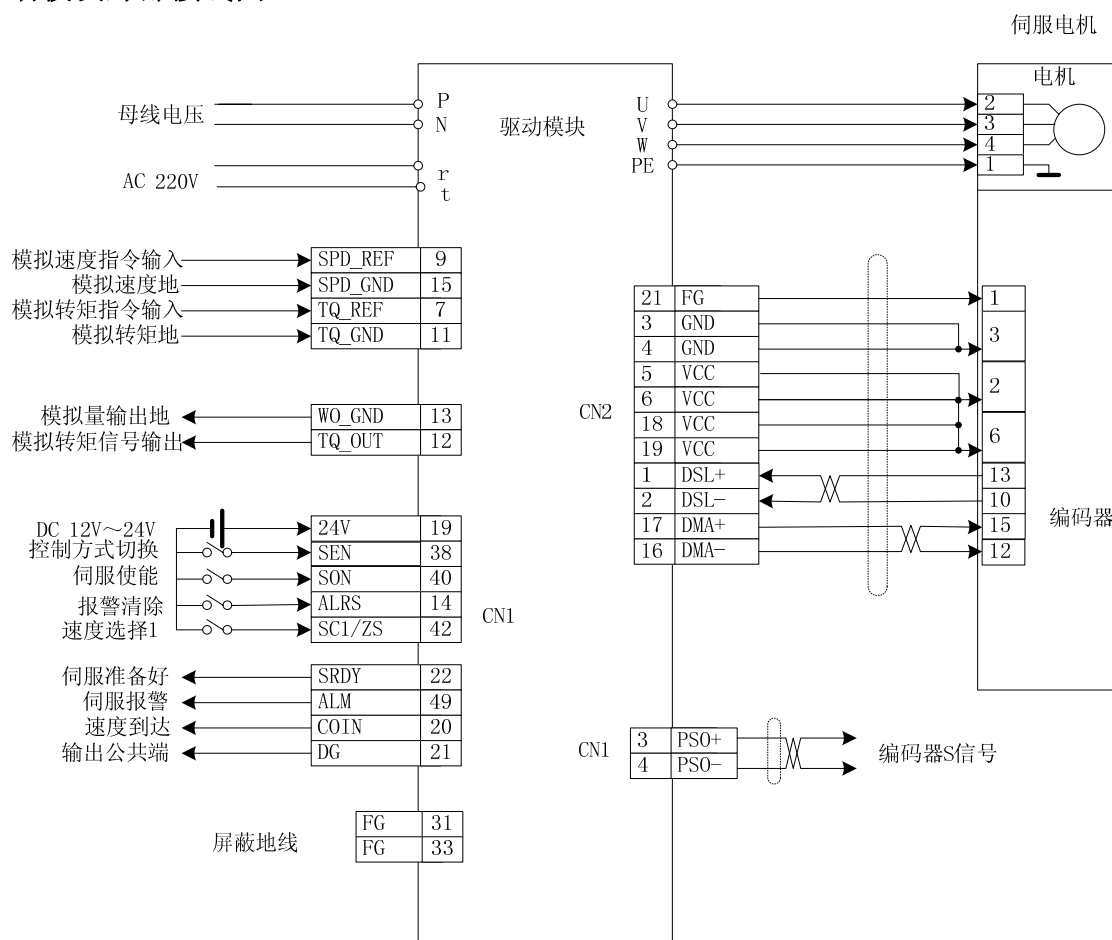 伺服电机
电机
母线电压
P
N
驱动模块
U
V
W
PE
2
3
4
1
AC 220V
r
t
模拟速度指令输入 SPD_REF 9
模拟速度地 SPD_GND 15
模拟转矩指令输入 TQ_REF 7
模拟转矩地 TQ_GND 11
模拟量输出地 WO_GND 13
模拟转矩信号输出 TQ_OUT 12
DC 12V～24V 24V 19
控制方式切换 SEN 38
伺服使能 SON 40
报警清除 ALRS 14
速度选择1 SC1/ZS 42
CN1
伺服准备好 SRDY 22
伺服报警 ALM 49
速度到达 COIN 20
输出公共端 DG 21
屏蔽地线
FG 31
FG 33
CN2
21 FG
3 GND
4 GND
5 VCC
6 VCC
18 VCC
19 VCC
1 DSL+
2 DSL-
17 DMA+
16 DMA-
1
3
2
6
13
10
15
12
编码器
CN1
3 PSO+
4 PSO-
编码器S信号